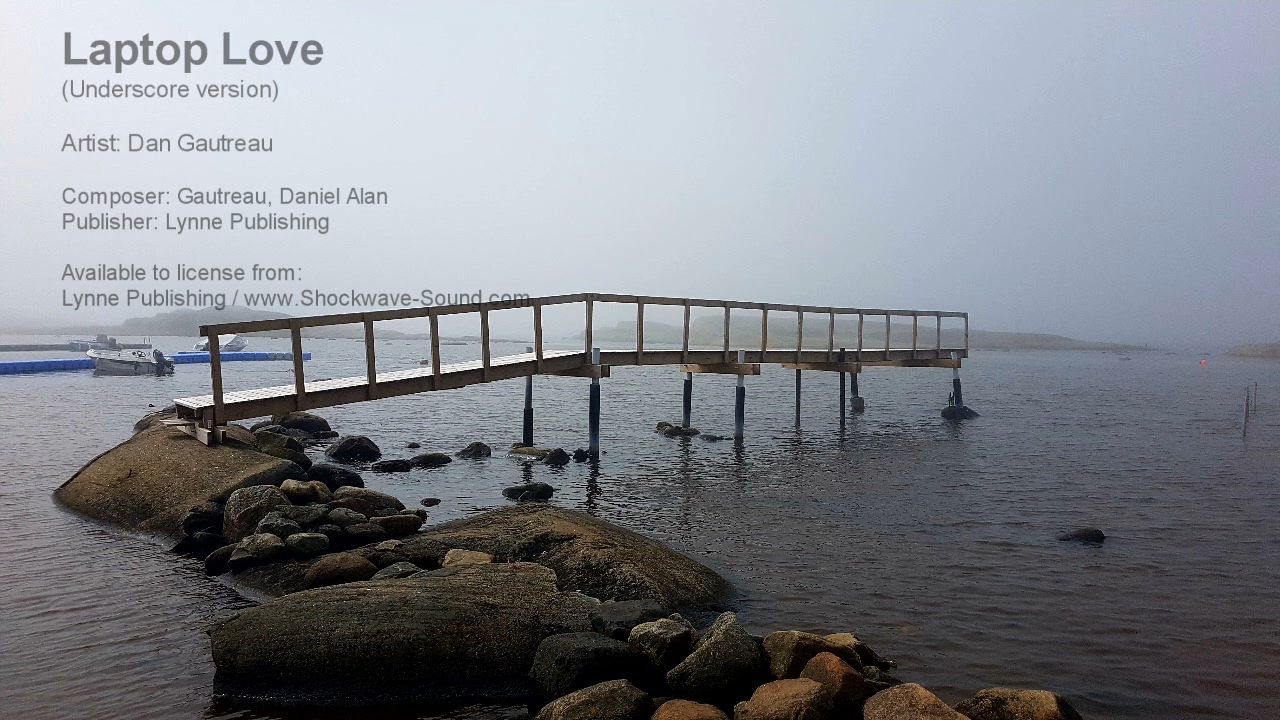 Laptop Love
(Underscore version)
Artist: Dan Gautreau
Composer: Gautreau, Daniel Alan
Publisher: Lynne Publishing
Available to license from:
Lynne Publishing / www.Shockwave-Sound.com